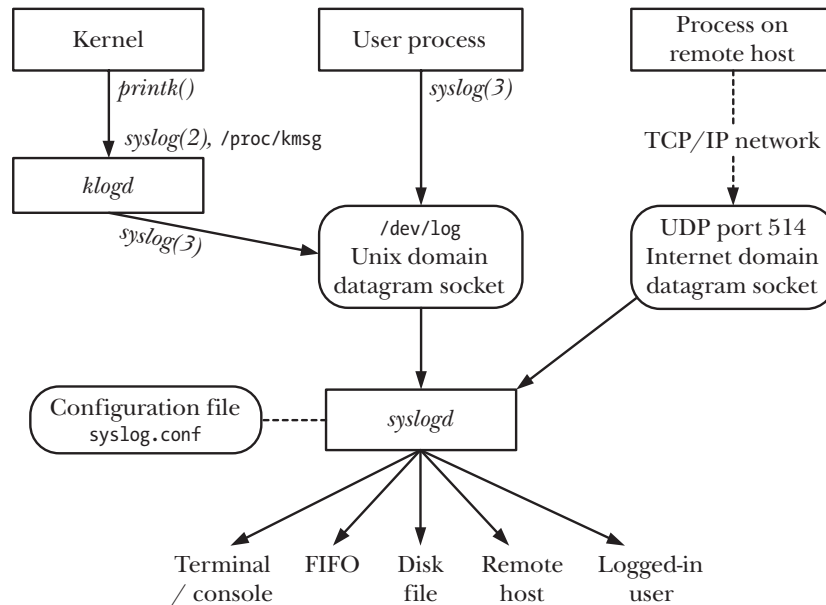 Kernel
User process
Process on
remote host
printk()
syslog(3)
syslog(2), /proc/kmsg
TCP/IP network
klogd
syslog(3)
/dev/log
Unix domain
datagram socket
UDP port 514
Internet domain
datagram socket
Configuration file
syslog.conf
syslogd
Terminal
/ console
FIFO
Disk
file
Remote
host
Logged-in
user